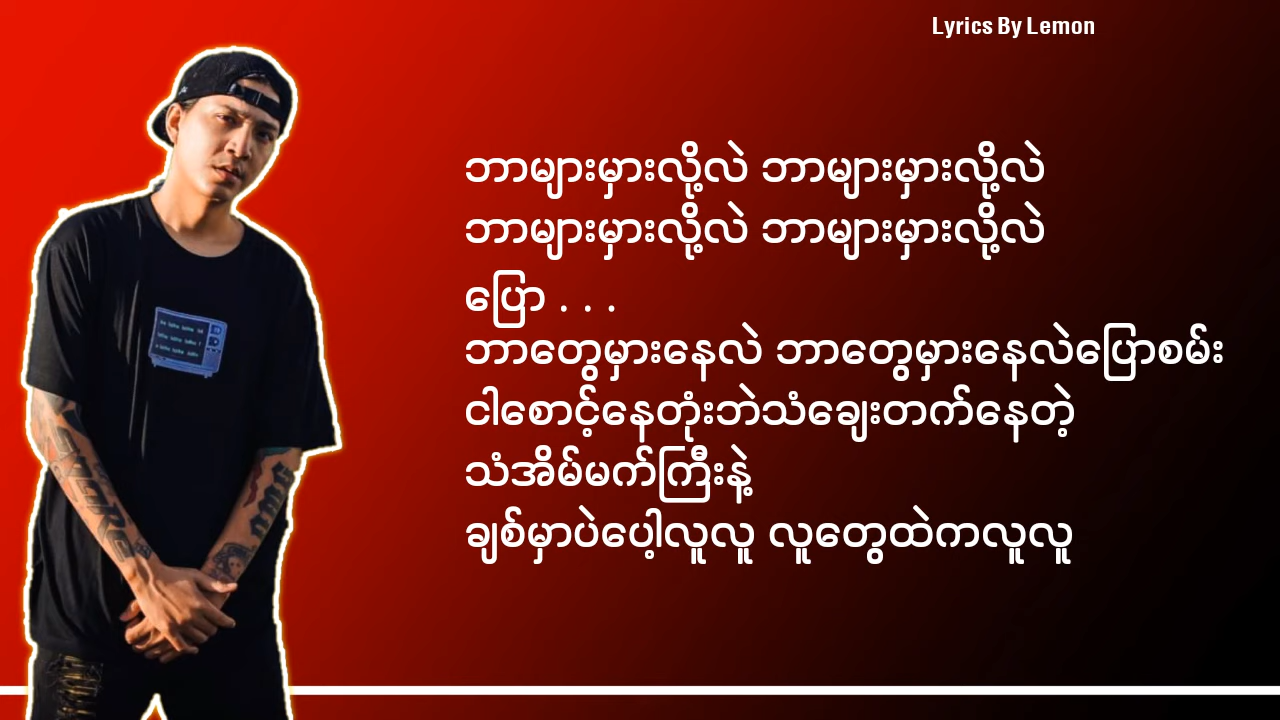 Lyrics By Lemon
ဘာများမှားလို့လဲ ဘာများမှားလို့လဲ
ဘာများမှားလို့လဲ ဘာများမှားလို့လဲ
ပြော . . .
ဘာတွေမှားနေလဲ ဘာတွေမှားနေလဲပြောစမ်း
ငါစောင့်နေတုံးဘဲသံချေးတက်နေတဲ့
သံအိမ်မက်ကြီးနဲ့
ချစ်မှာပဲပေါ့လူလူ လူတွေထဲကလူလူ